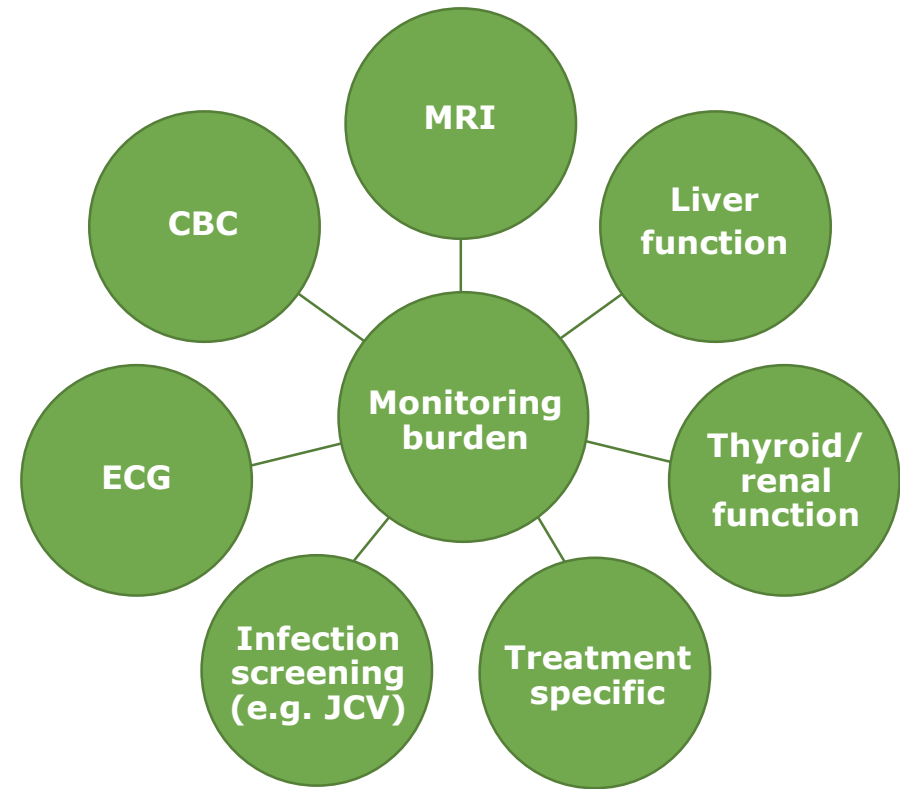 MRI
Liver
function
Thyroid/
renal
function
Treatment
specific
Infection
screening
(e.g. JCV)
ECG
CBC
Monitoring
burden